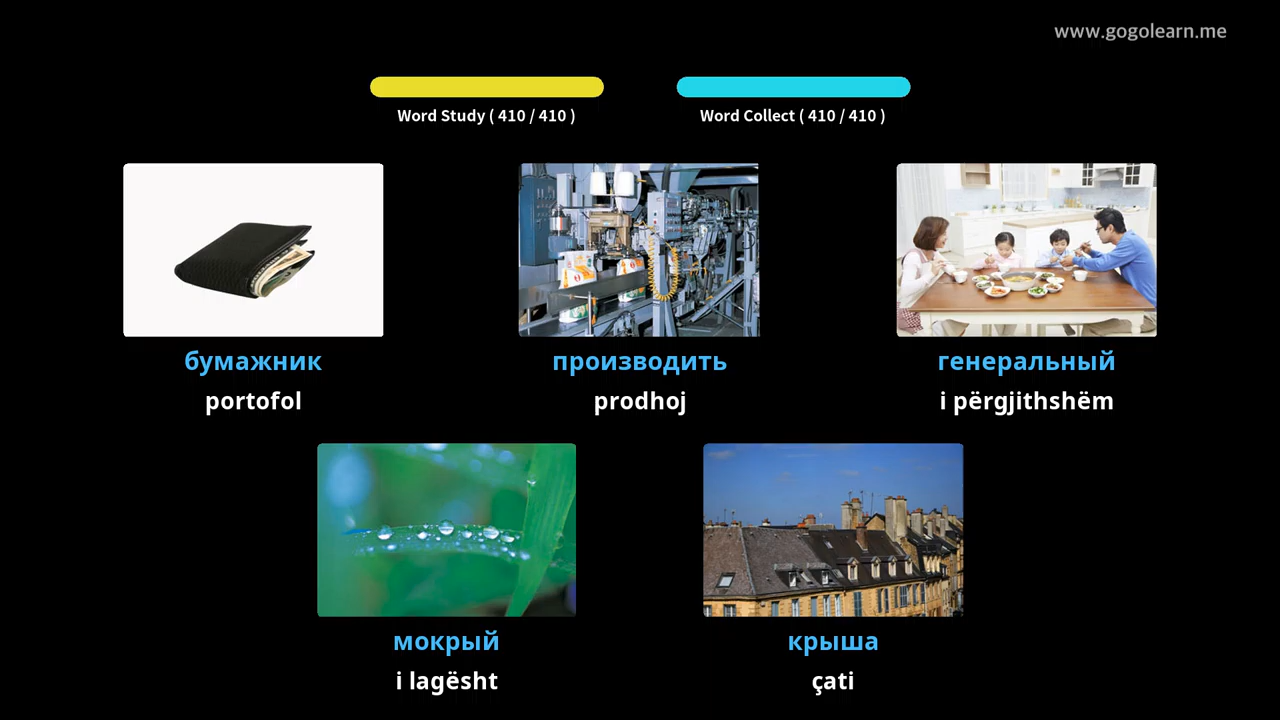 www.gogolearn.me
Word Study ( 410 / 410 )
Word Collect ( 410 / 410 )
бумажник
portofol
производить
prodhoj
генеральный
i përgjithshëm
мокрый
i lagësht
крыша
çati